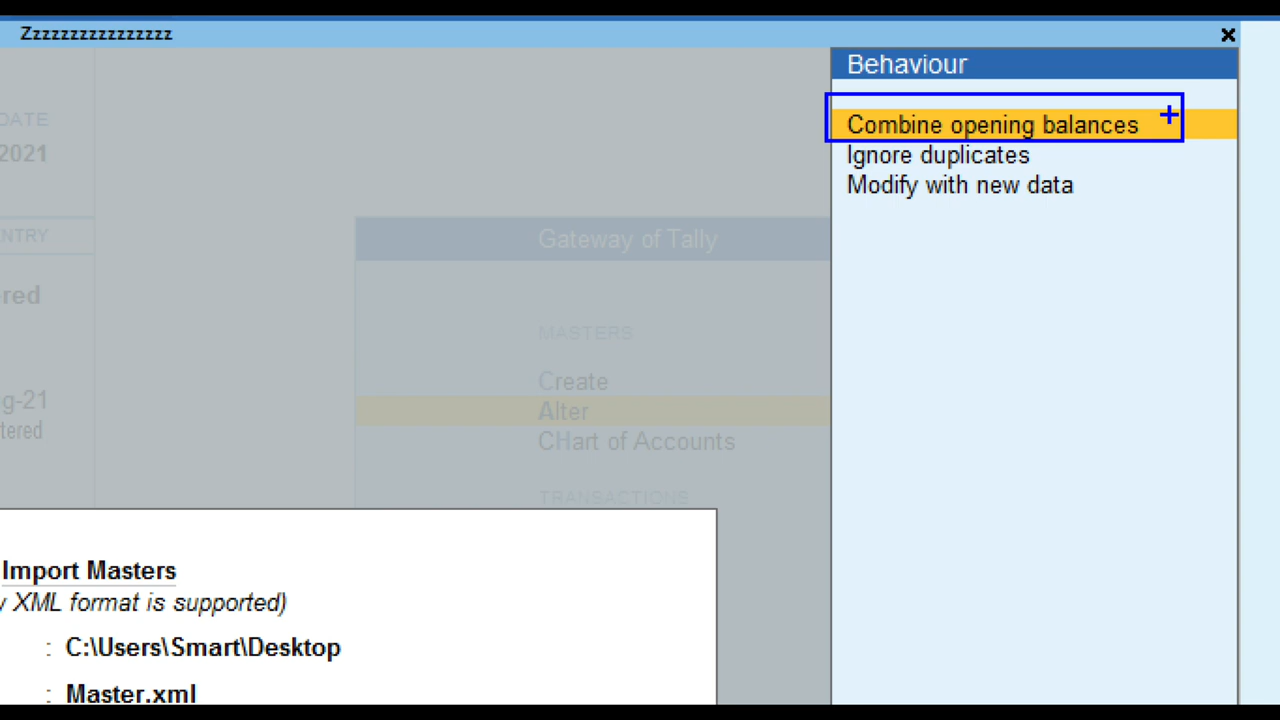 Zzzzzzzzzzzzzzzz
Behaviour
Combine opening balances
Ignore duplicates
Modify with new data
DATE
2021
NTRY
red
g-21
tered
Gateway of Tally
MASTERS
Create
Alter
CHart of Accounts
TRANSACTIONS
Import Masters
XML format is supported)
: C:\Users\Smart\Desktop
: Master.xml